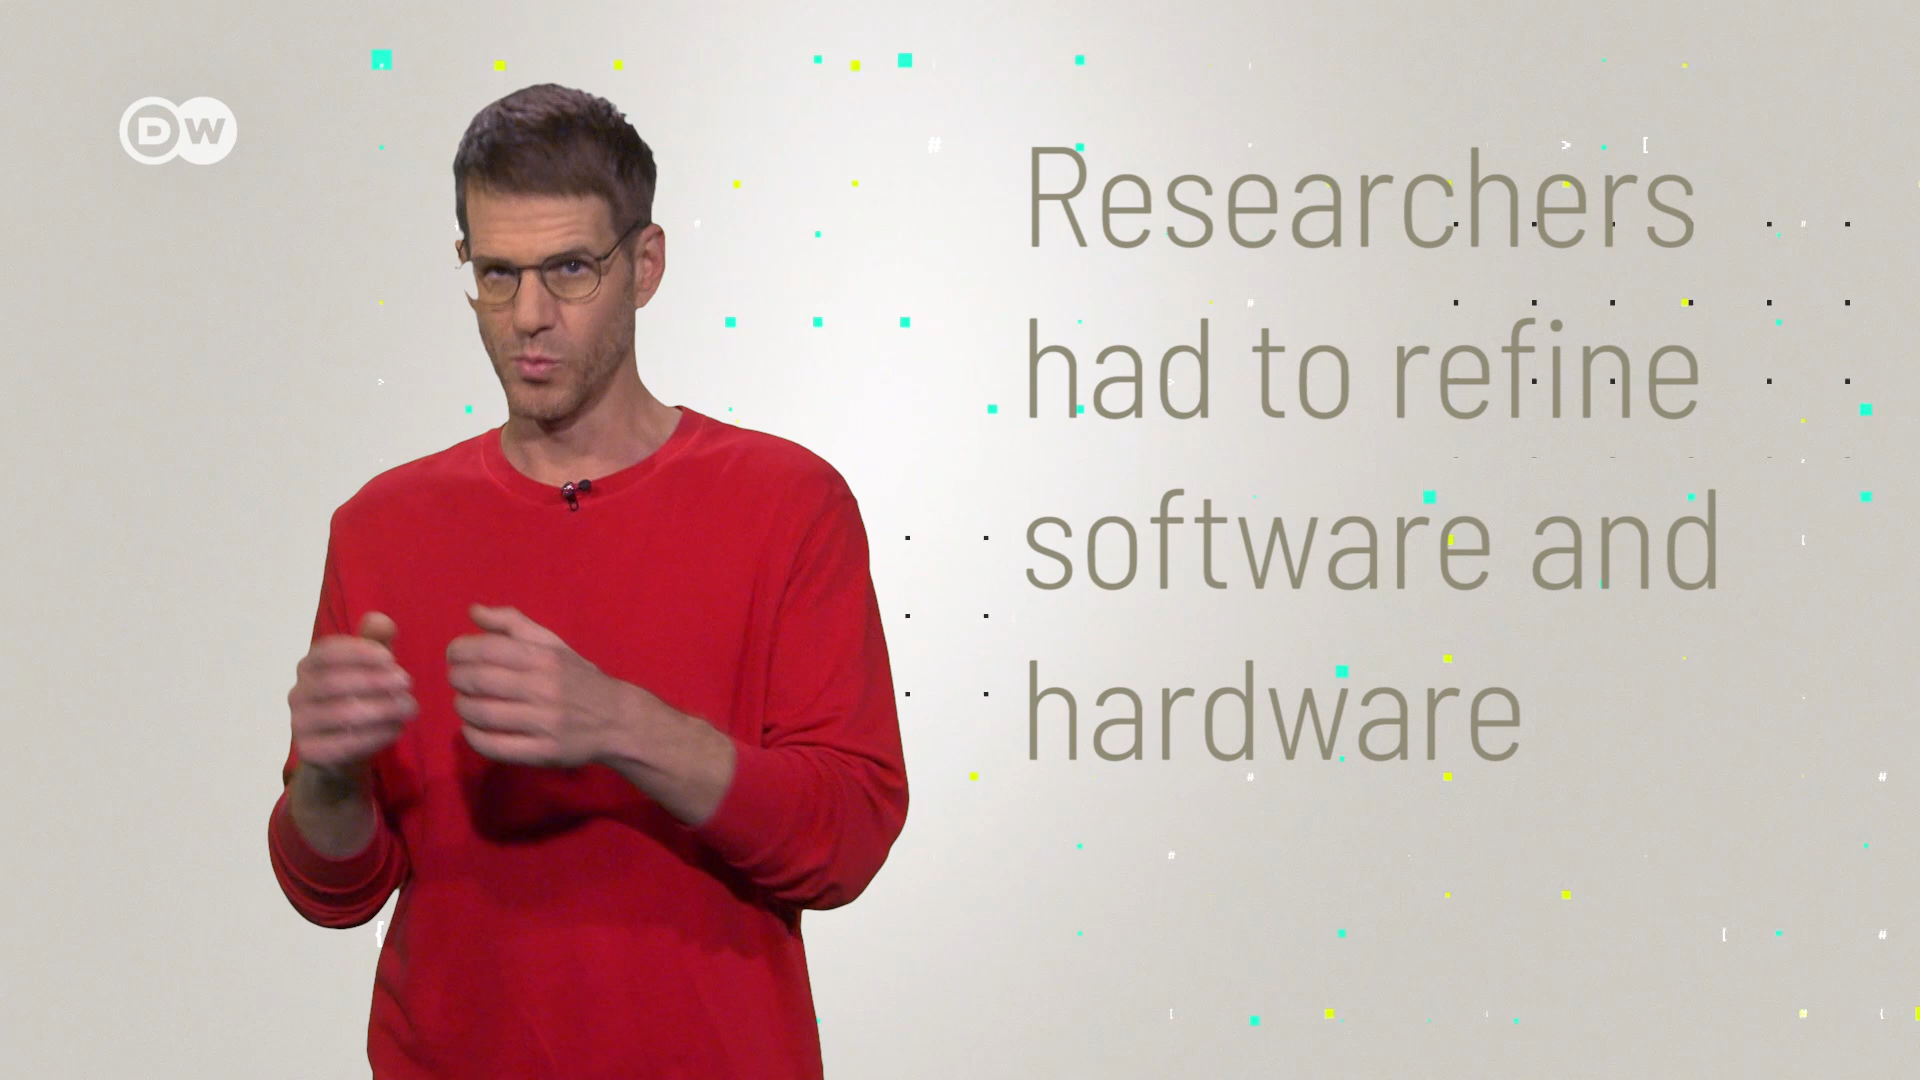 DW
Researchers
had to refine
software and
hardware